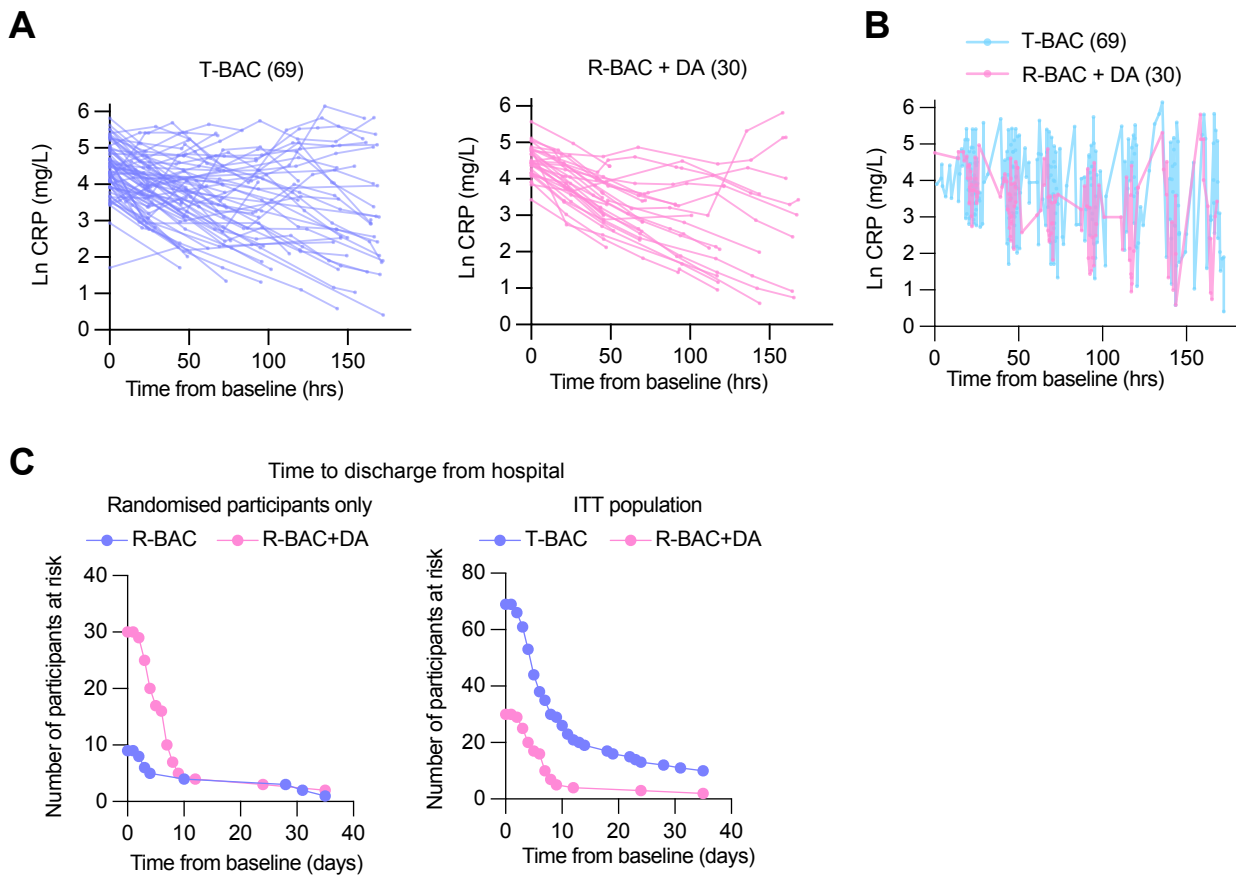 A
T-BAC (69)
Ln CRP (mg/L)
6
5
4
3
2
1
0
0
50
100
150
Time from baseline (hrs)
R-BAC + DA (30)
Ln CRP (mg/L)
6
5
4
3
2
1
0
0
50
100
150
Time from baseline (hrs)
B
T-BAC (69)
R-BAC + DA (30)
Ln CRP (mg/L)
6
5
4
3
2
1
0
0
50
100
150
Time from baseline (hrs)
C
Time to discharge from hospital
Randomised participants only
R-BAC
R-BAC+DA
Number of participants at risk
40
30
20
10
0
0
10
20
30
40
Time from baseline (days)
ITT population
T-BAC
R-BAC+DA
Number of participants at risk
80
60
40
20
0
0
10
20
30
40
Time from baseline (days)